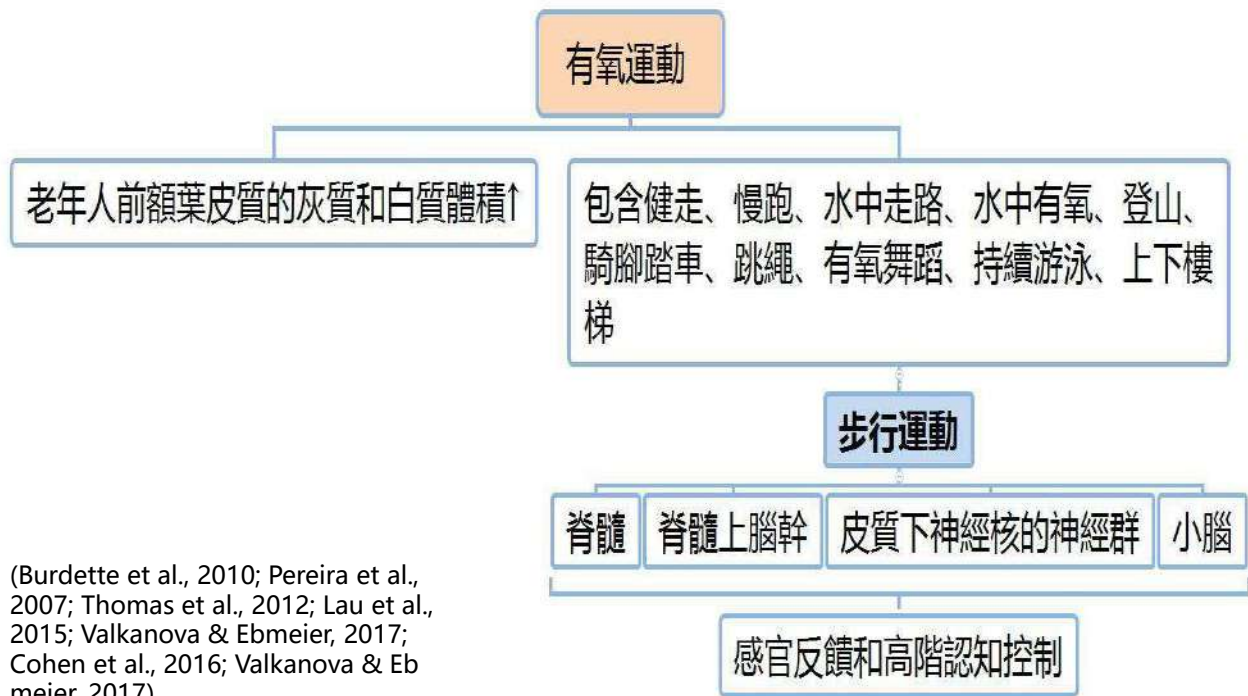 有氧運動
老年人前額葉皮質的灰質和白質體積↑
包含健走、慢跑、水中走路、水中有氧、登山、
騎腳踏車、跳繩、有氧舞蹈、持續游泳、上下樓
梯
步行運動
脊髓
脊髓上腦幹
皮質下神經核的神經群
小腦
感官反饋和高階認知控制
(Burdette et al., 2010; Pereira et al.,
2007; Thomas et al., 2012; Lau et al.,
2015; Valkanova & Ebmeier, 2017;
Cohen et al., 2016; Valkanova & Eb
meier, 2017)